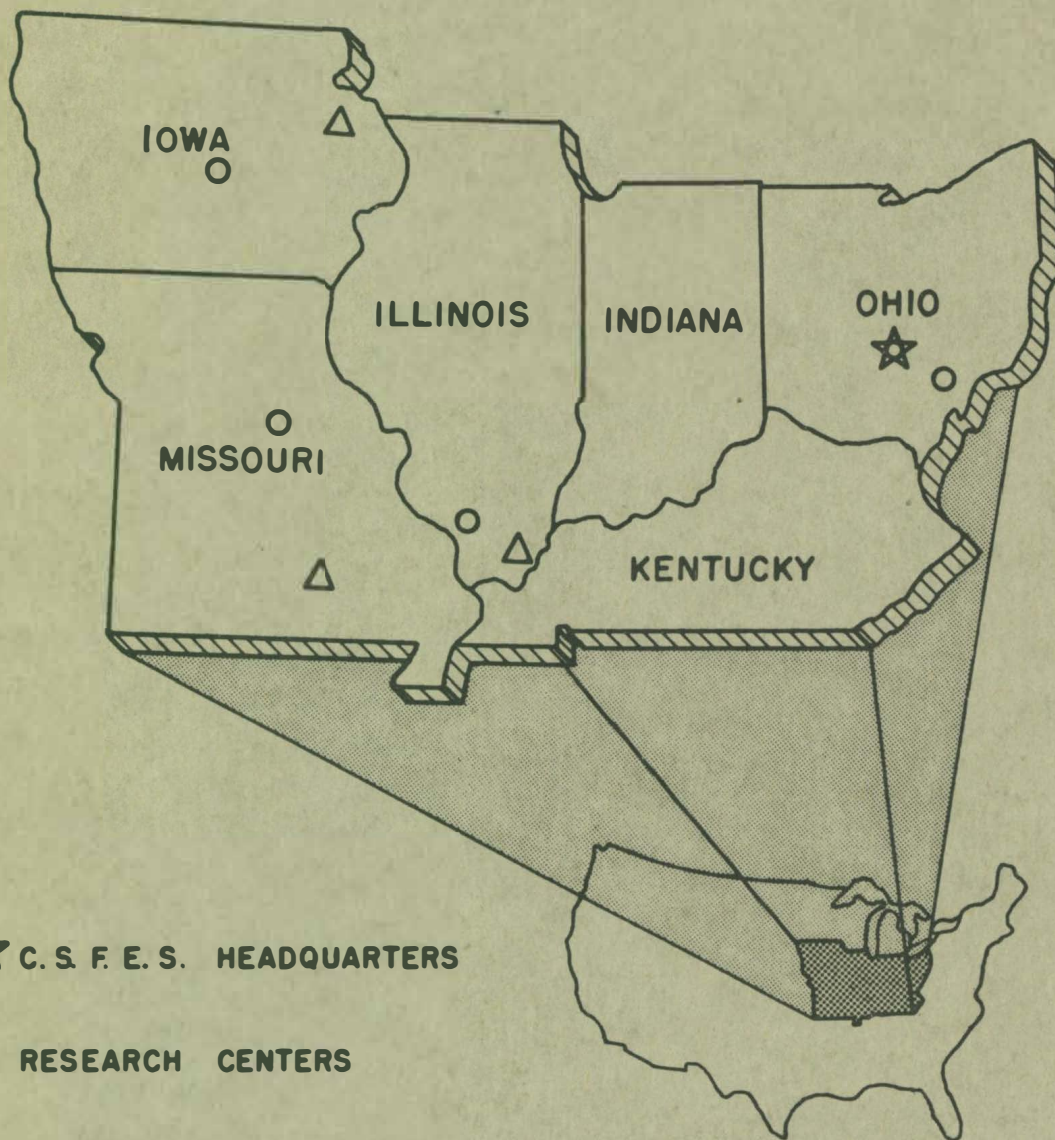 IOWA
ILLINOIS
INDIANA
OHIO
MISSOURI
KENTUCKY
C. S. F. E. S. HEADQUARTERS
RESEARCH CENTERS